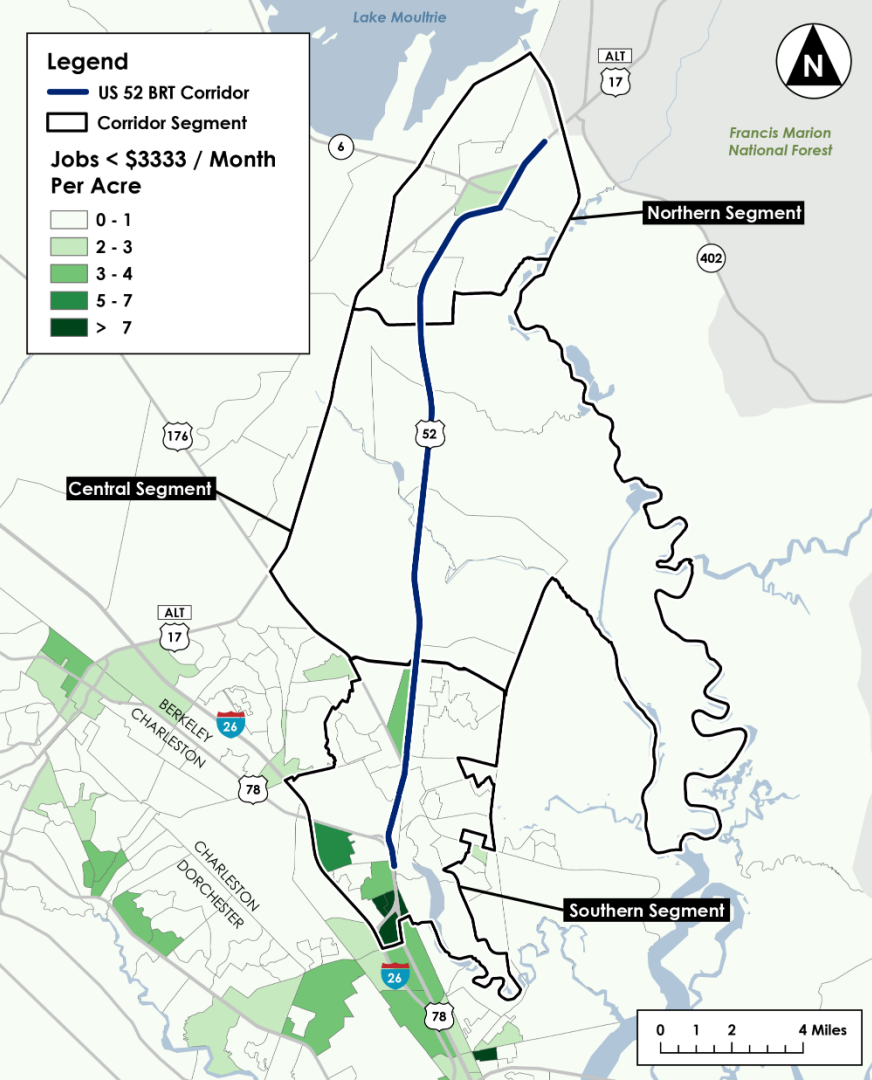 Lake Moultrie
Legend
US 52 BRT Corridor
Corridor Segment
Jobs < $3333 / Month
Per Acre
0 - 1
2 - 3
3 - 4
5 - 7
> 7
ALT
17
N
6
Francis Marion
National Forest
Northern Segment
402
176
52
Central Segment
ALT
17
BERKELEY
CHARLESTON
26
78
CHARLESTON
DORCHESTER
Southern Segment
26
78
0 1 2 4 Miles